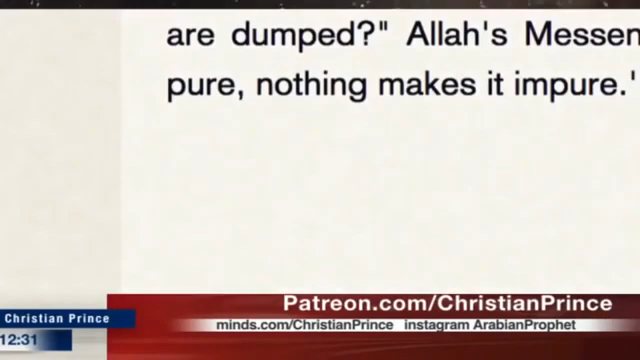 are dumped?" Allah's Messen
pure, nothing makes it impure.'
Patreon.com/ChristianPrince
Christian Prince
minds.com/ChristianPrince instagram ArabianProphet
12:31